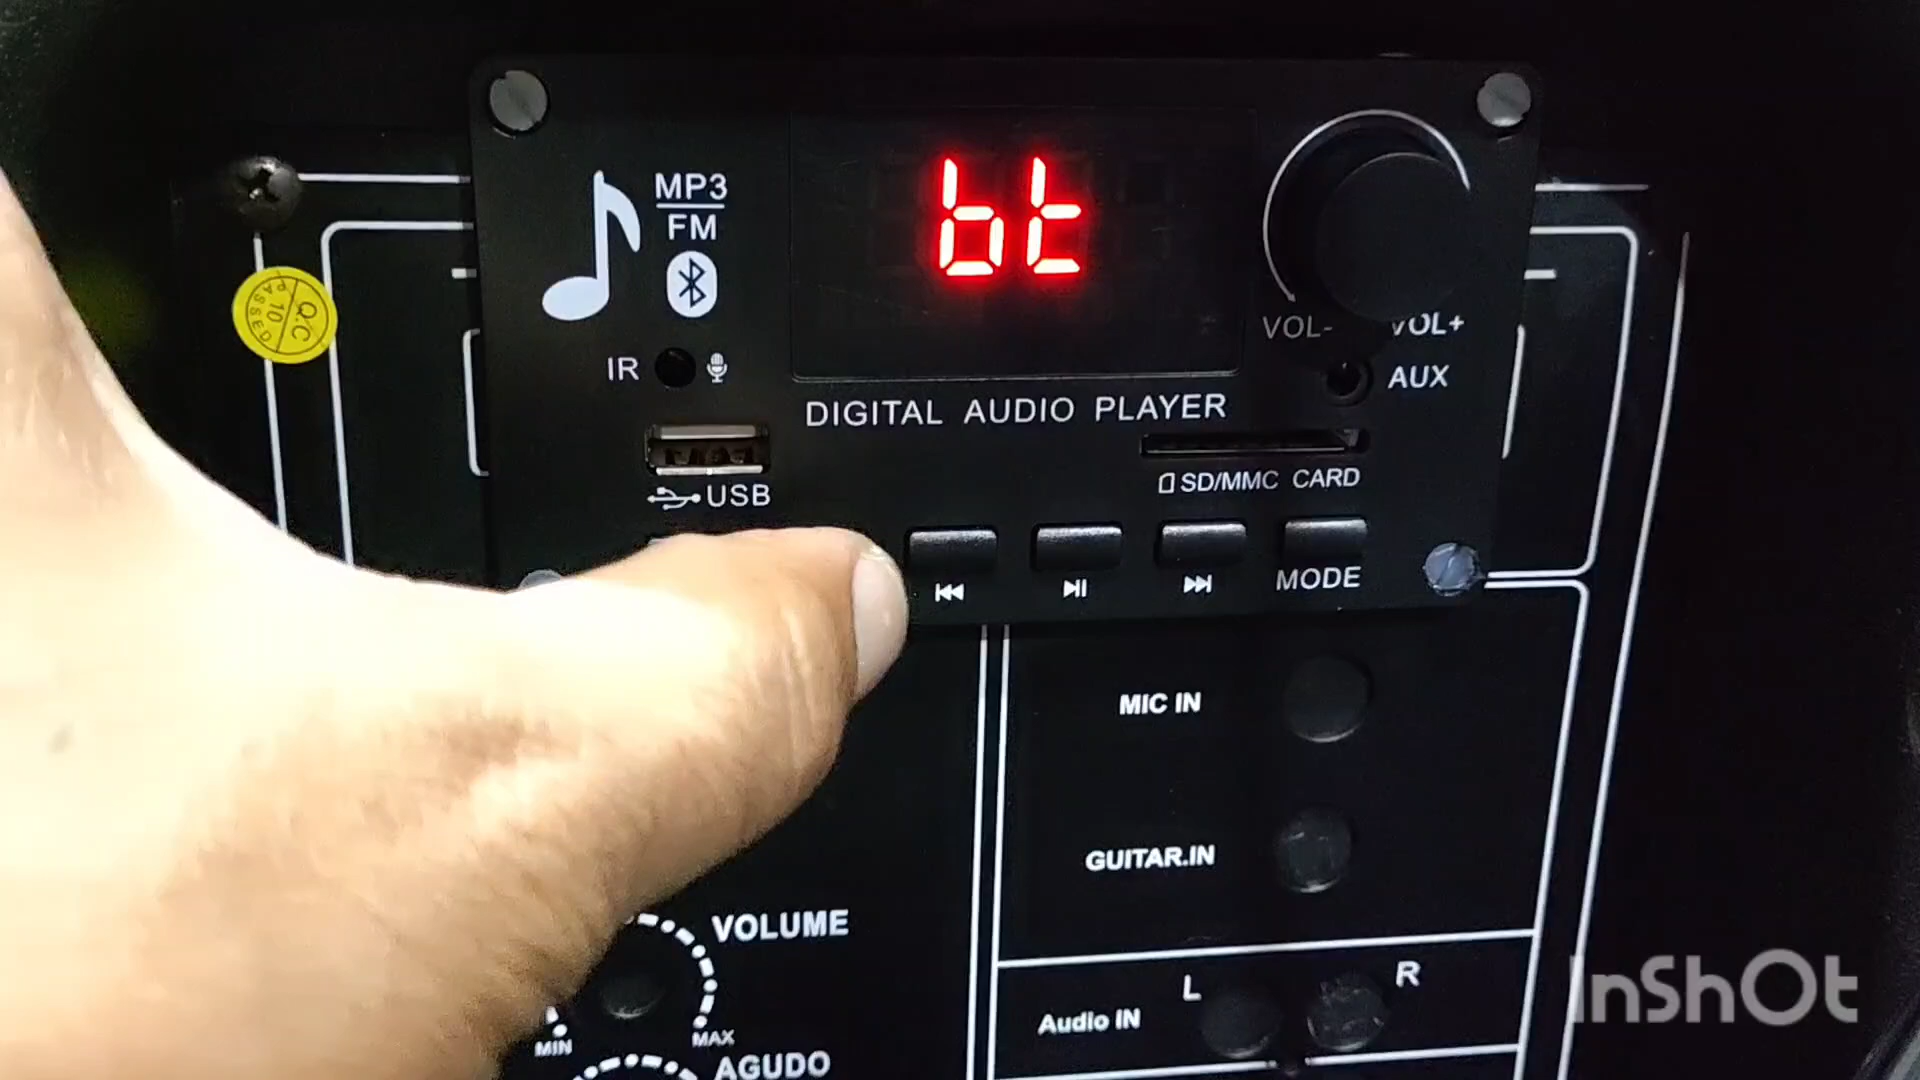 MP3
FM
bt
VOL- VOL+
IR
AUX
DIGITAL AUDIO PLAYER
USB
SD/MMC CARD
MODE
Q.C
10
PASSED
MIC IN
GUITAR.IN
VOLUME
MIN MAX
AGUDO
L R
Audio IN
InShOt